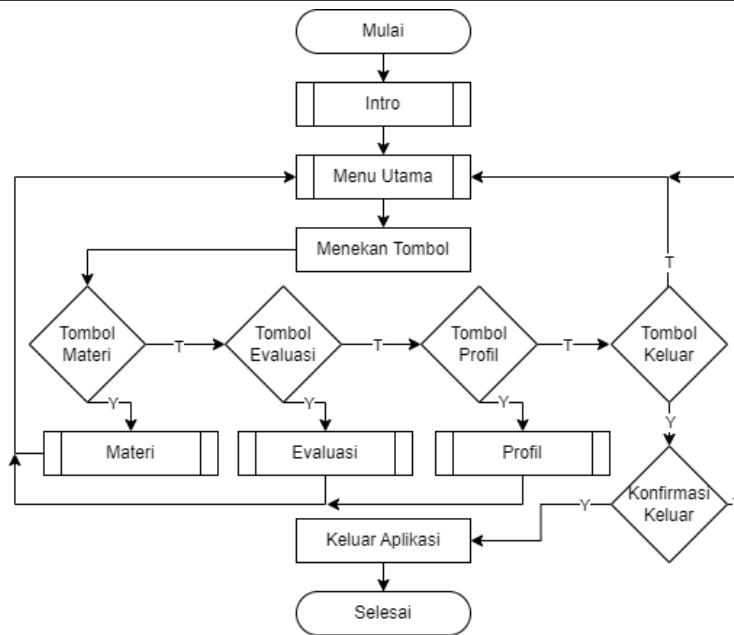 Mulai
Intro
Menu Utama
Menekan Tombol
T
Tombol
Materi
T
Tombol
Evaluasi
T
Tombol
Profil
T
Tombol
Keluar
Y
Y
Y
Y
Materi
Evaluasi
Profil
Konfirmasi
Keluar
Y
Keluar Aplikasi
Selesai